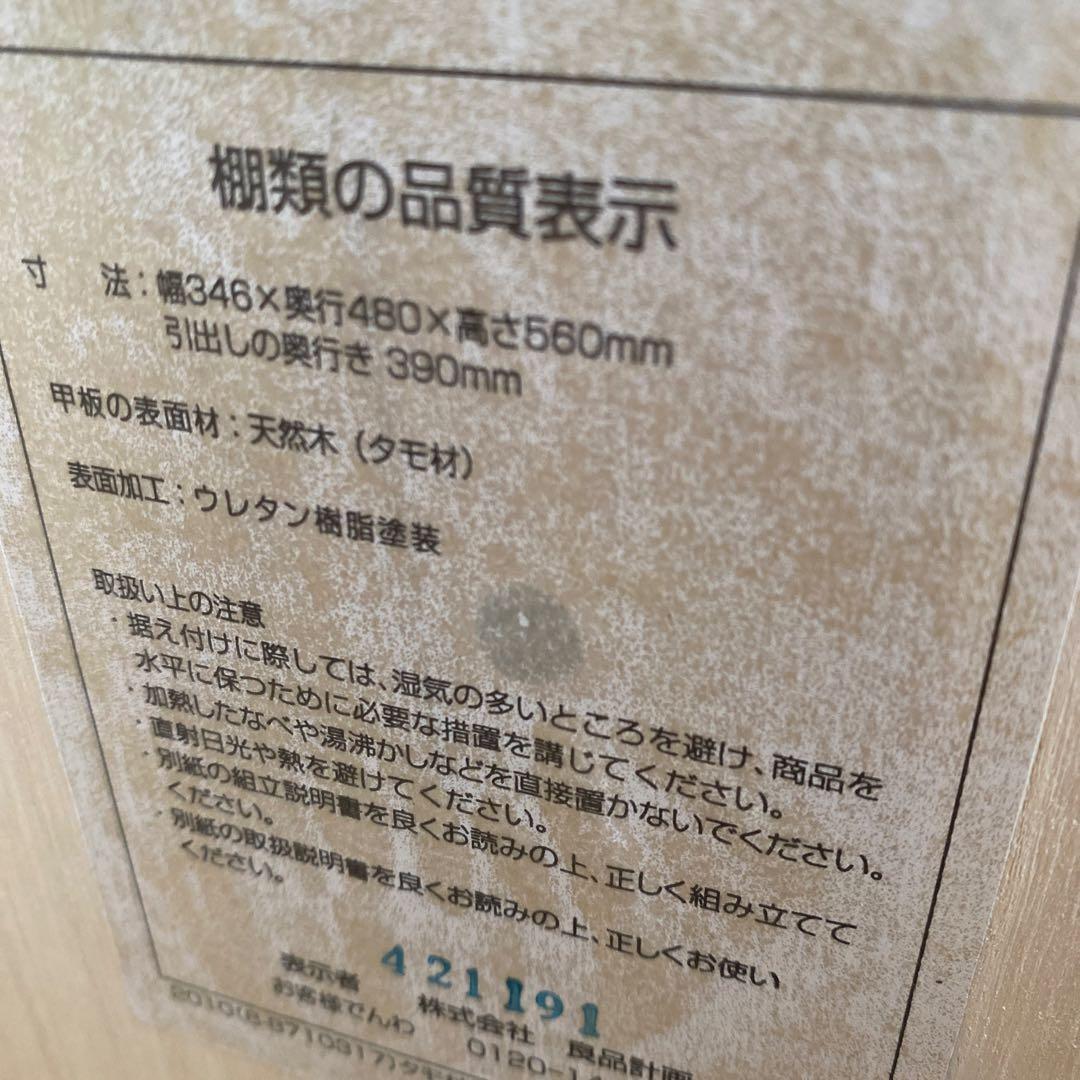 棚類の品質表示
寸　法：幅346×奥行480×高さ560mm
引出しの奥行き 390mm
甲板の表面材：天然木（タモ材）
表面加工：ウレタン樹脂塗装
取扱い上の注意
・据え付けに際しては、湿気の多いところを避け、商品を
水平に保つために必要な措置を講じてください。
・加熱したなべや湯沸かしなどを直接置かないでください。
・直射日光や熱を避けてください。
・別紙の組立説明書を良くお読みの上、正しく組み立てて
ください。
・別紙の取扱説明書を良くお読みの上、正しくお使い
ください。
421191
表示者　株式会社　良品計画
お客様でんわ　0120-14